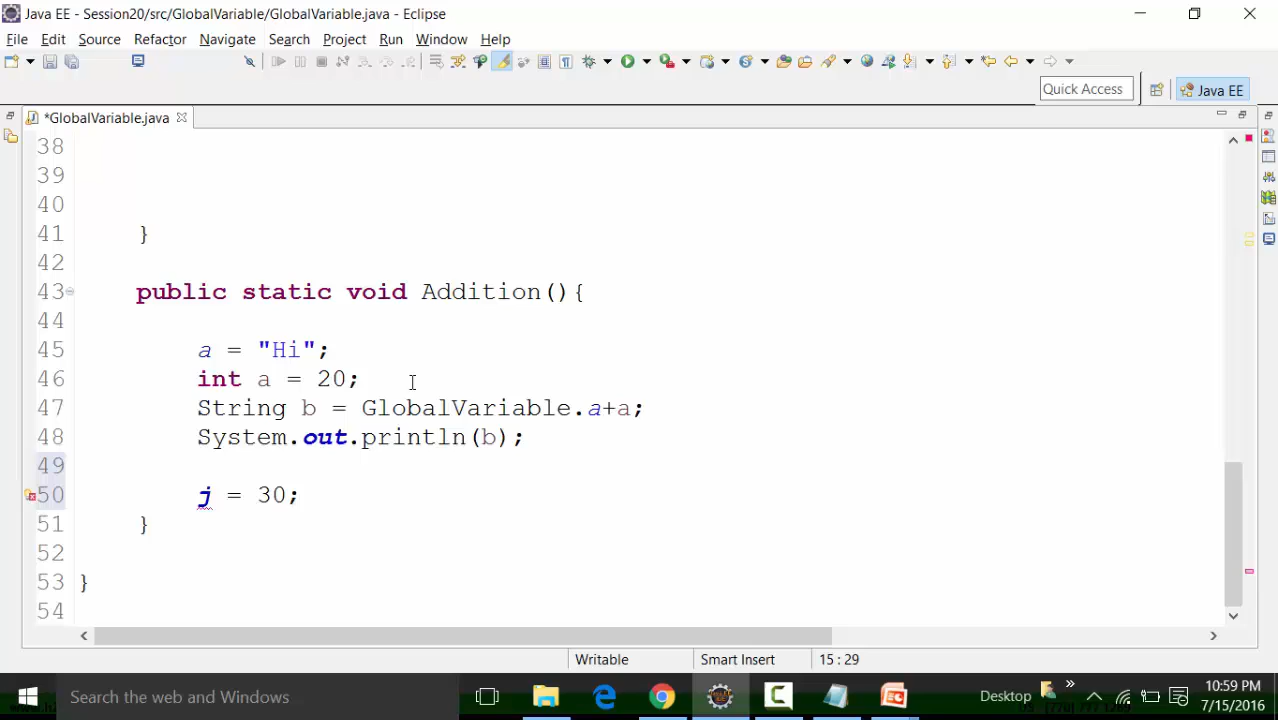 Java EE - Session20/src/GlobalVariable/GlobalVariable.java - Eclipse
File Edit Source Refactor Navigate Search Project Run Window Help
Quick Access Java EE
*GlobalVariable.java
38
39
40
41 }
42
43 public static void Addition(){
44
45 a = "Hi";
46 int a = 20;
47 String b = GlobalVariable.a+a;
48 System.out.println(b);
49
50 j = 30;
51 }
52
53 }
54
Writable Smart Insert 15 : 29
Search the web and Windows Desktop 10:59 PM
7/15/2016